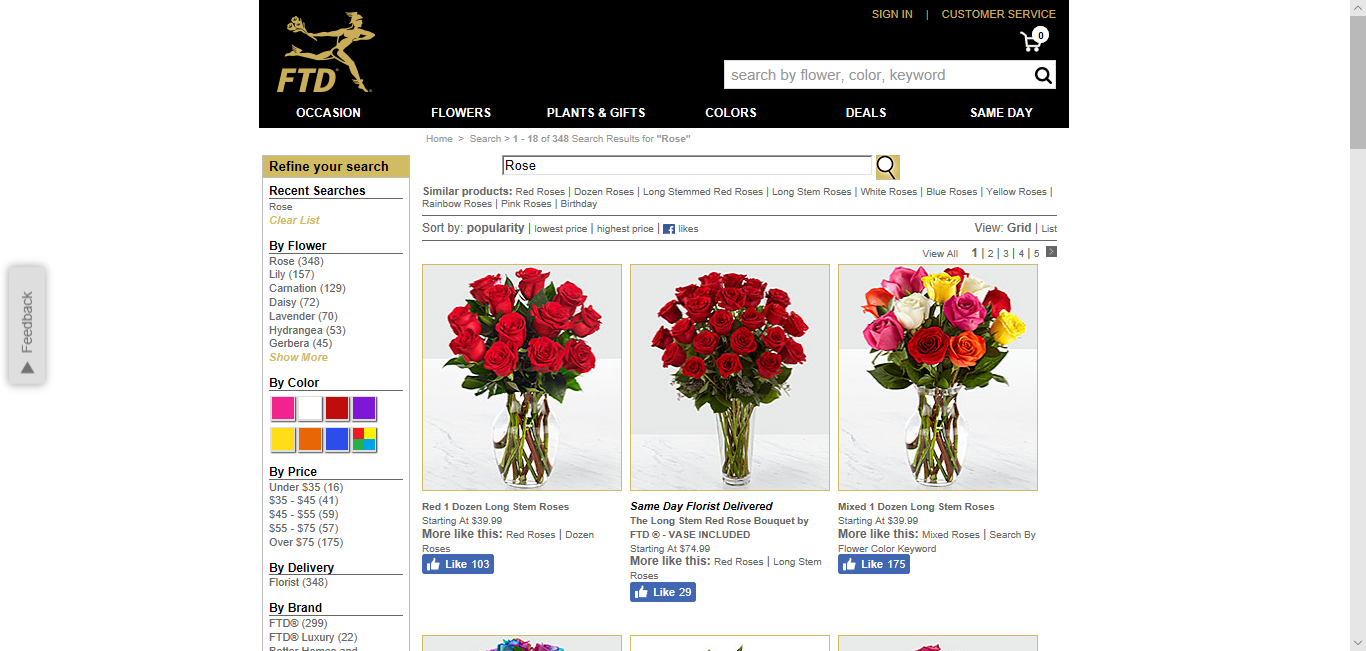 SIGN IN | CUSTOMER SERVICE
0
FTD®
search by flower, color, keyword
OCCASION FLOWERS PLANTS & GIFTS COLORS DEALS SAME DAY
Home > Search > 1 - 18 of 348 Search Results for "Rose"
Refine your search
Recent Searches
Rose
Clear List
By Flower
Rose (348)
Lily (157)
Carnation (129)
Daisy (72)
Lavender (70)
Hydrangea (53)
Gerbera (45)
Show More
By Color
By Price
Under $35 (16)
$35 - $45 (41)
$45 - $55 (59)
$55 - $75 (57)
Over $75 (175)
By Delivery
Florist (348)
By Brand
FTD® (299)
FTD® Luxury (22)
Better Homes and
Feedback
Rose
Similar products: Red Roses | Dozen Roses | Long Stemmed Red Roses | Long Stem Roses | White Roses | Blue Roses | Yellow Roses |
Rainbow Roses | Pink Roses | Birthday
Sort by: popularity | lowest price | highest price | likes
View: Grid | List
View All 1 | 2 | 3 | 4 | 5
Red 1 Dozen Long Stem Roses
Starting At $39.99
More like this: Red Roses | Dozen
Roses
Like 103
Same Day Florist Delivered
The Long Stem Red Rose Bouquet by
FTD ® - VASE INCLUDED
Starting At $74.99
More like this: Red Roses | Long Stem
Roses
Like 29
Mixed 1 Dozen Long Stem Roses
Starting At $39.99
More like this: Mixed Roses | Search By
Flower Color Keyword
Like 175